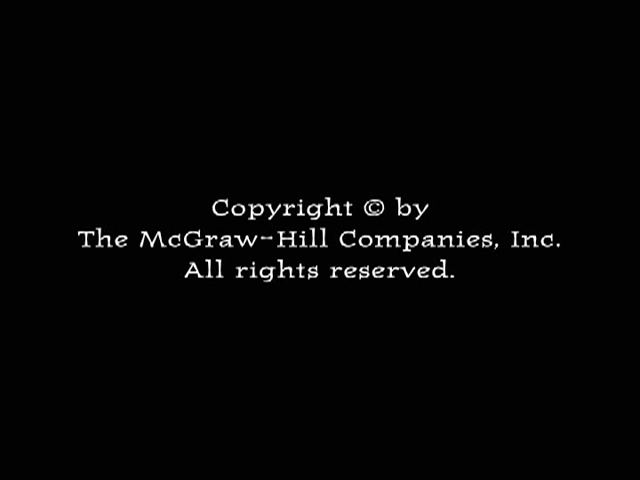 Copyright © by
The McGraw-Hill Companies, Inc.
All rights reserved.